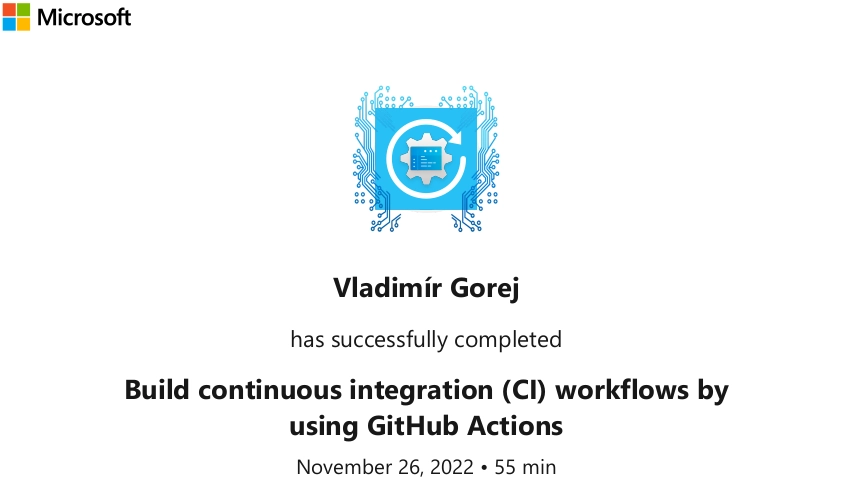 Microsoft
Vladimír Gorej
has successfully completed
Build continuous integration (CI) workflows by
using GitHub Actions
November 26, 2022 • 55 min